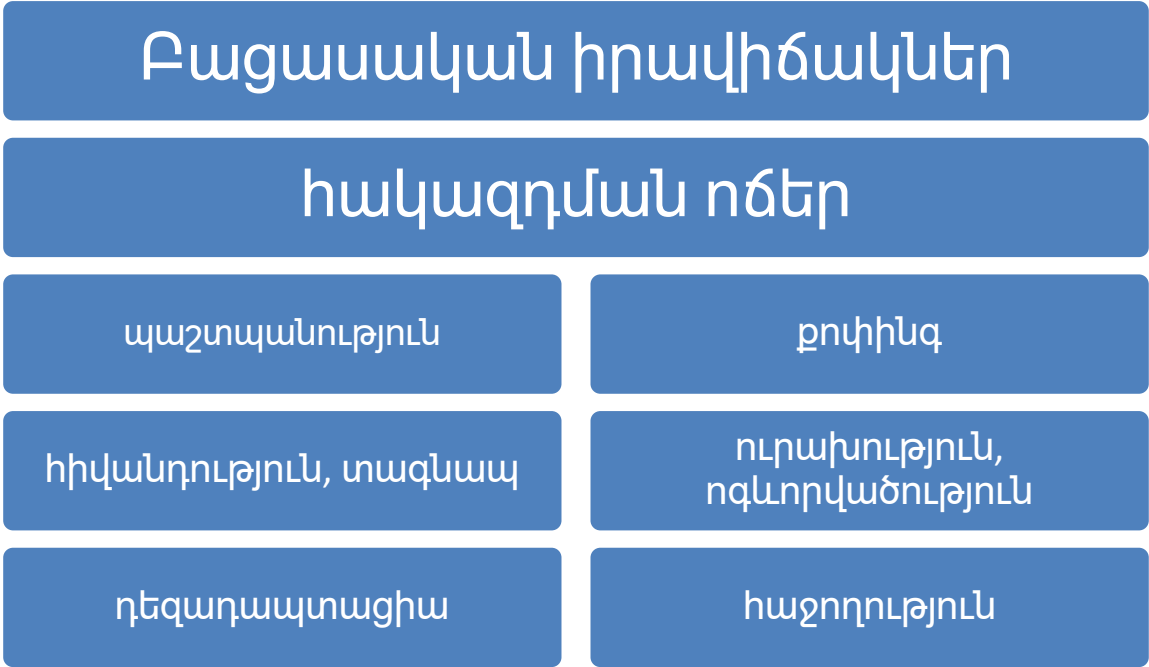 Բացասական իրավիճակներ
հակազդման ոճեր
պաշտպանություն
քոփինգ
հիվանդություն, տագնապ
ուրախություն,
ոգևորվածություն
դեզադապտացիա
հաջողություն